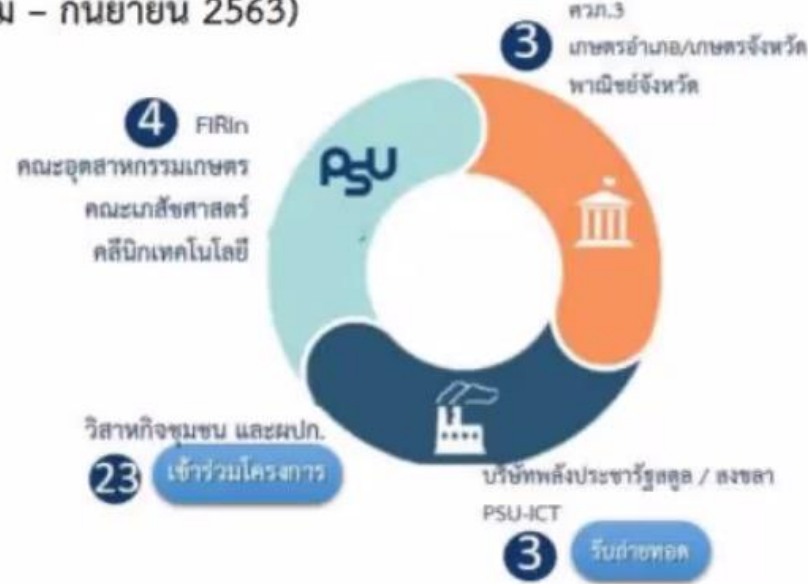 ม – กันยายน 2563)
ศวภ.3
3
เกษตรอำเภอ/เกษตรจังหวัด
พาณิชย์จังหวัด
4 FIRIn
คณะอุตสาหกรรมเกษตร
คณะเภสัชศาสตร์
คลีนิกเทคโนโลยี
PSU
วิสาหกิจชุมชน และผปก.
23 เข้าร่วมโครงการ
บริษัทพลังประชารัฐสตูล / สงขลา
PSU-ICT
3 รับถ่ายทอด